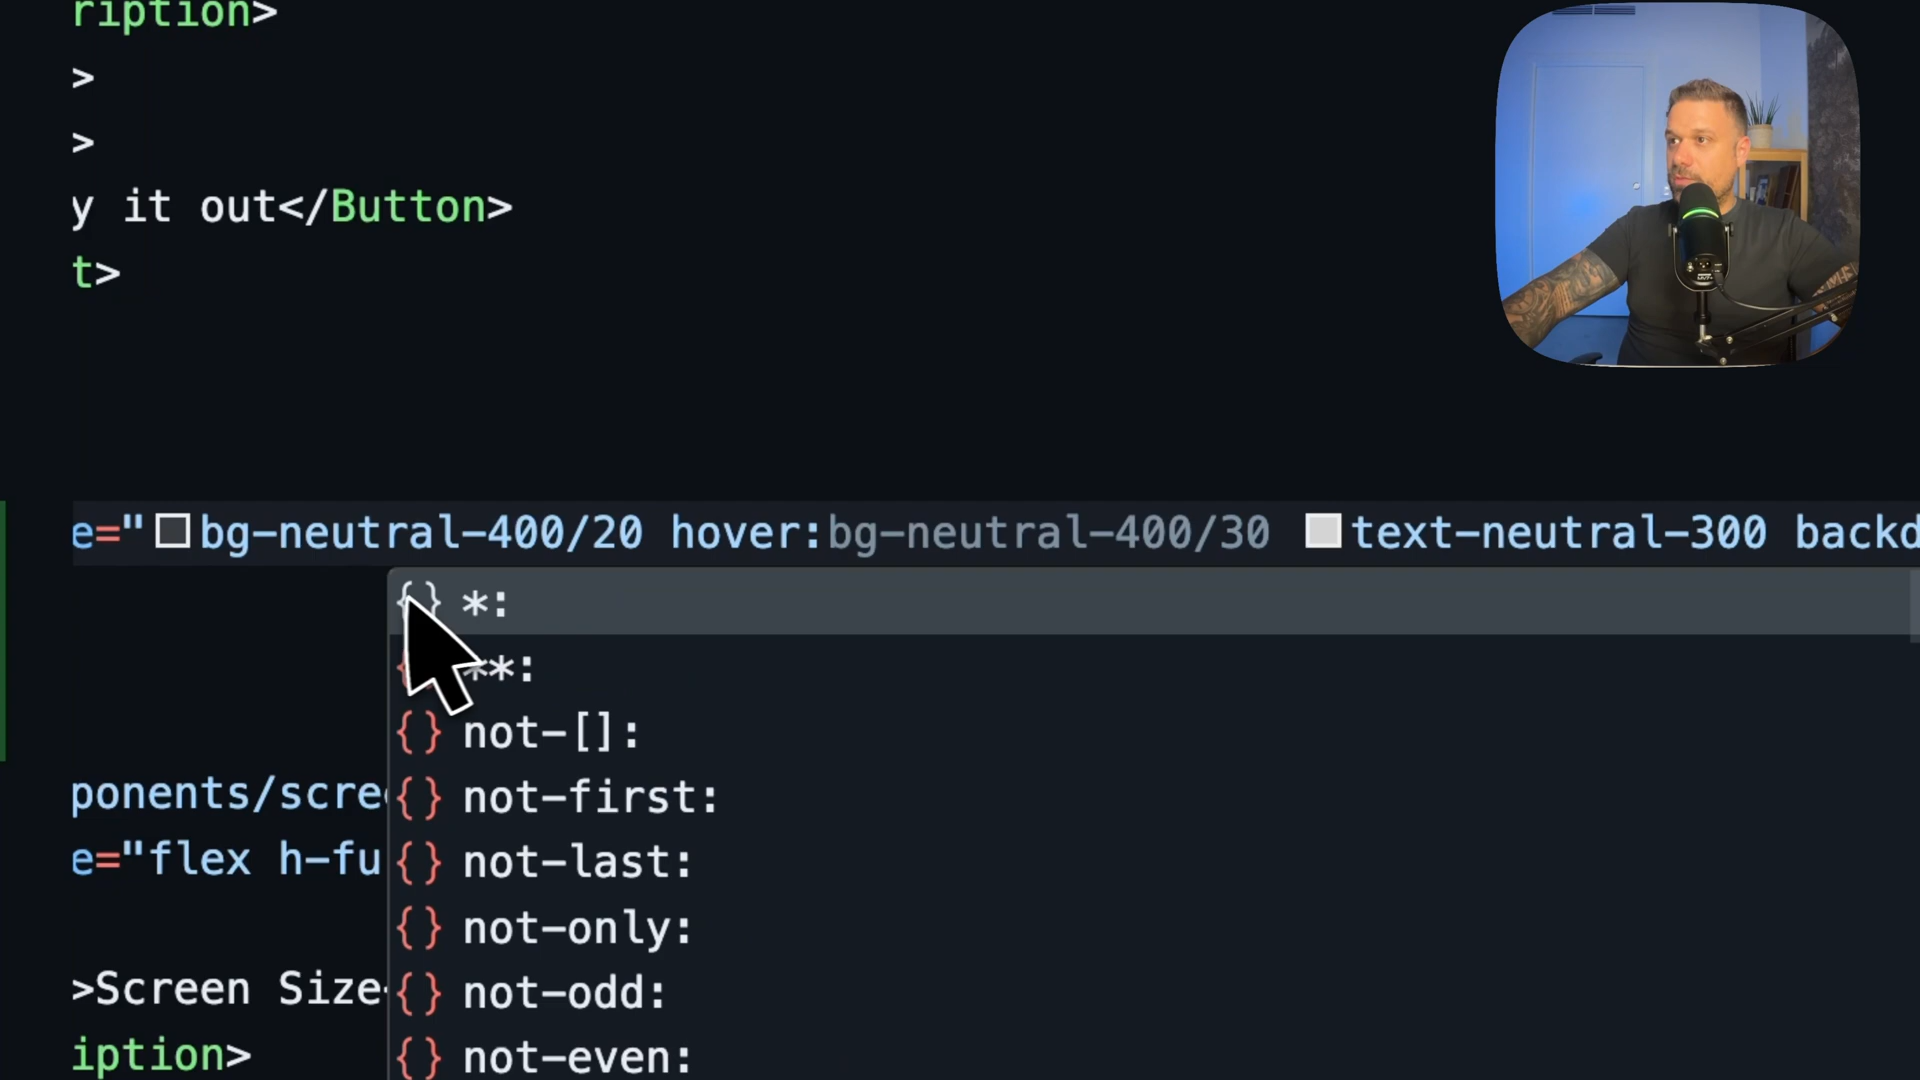 ription>
>
>
y it out</Button>
t>
e="bg-neutral-400/20 hover:bg-neutral-400/30 text-neutral-300 backd
{} *:
**:
{} not-[]:
{} not-first:
ponents/scre
{} not-last:
e="flex h-fu
{} not-only:
{} not-odd:
>Screen Size
{} not-even:
iption>